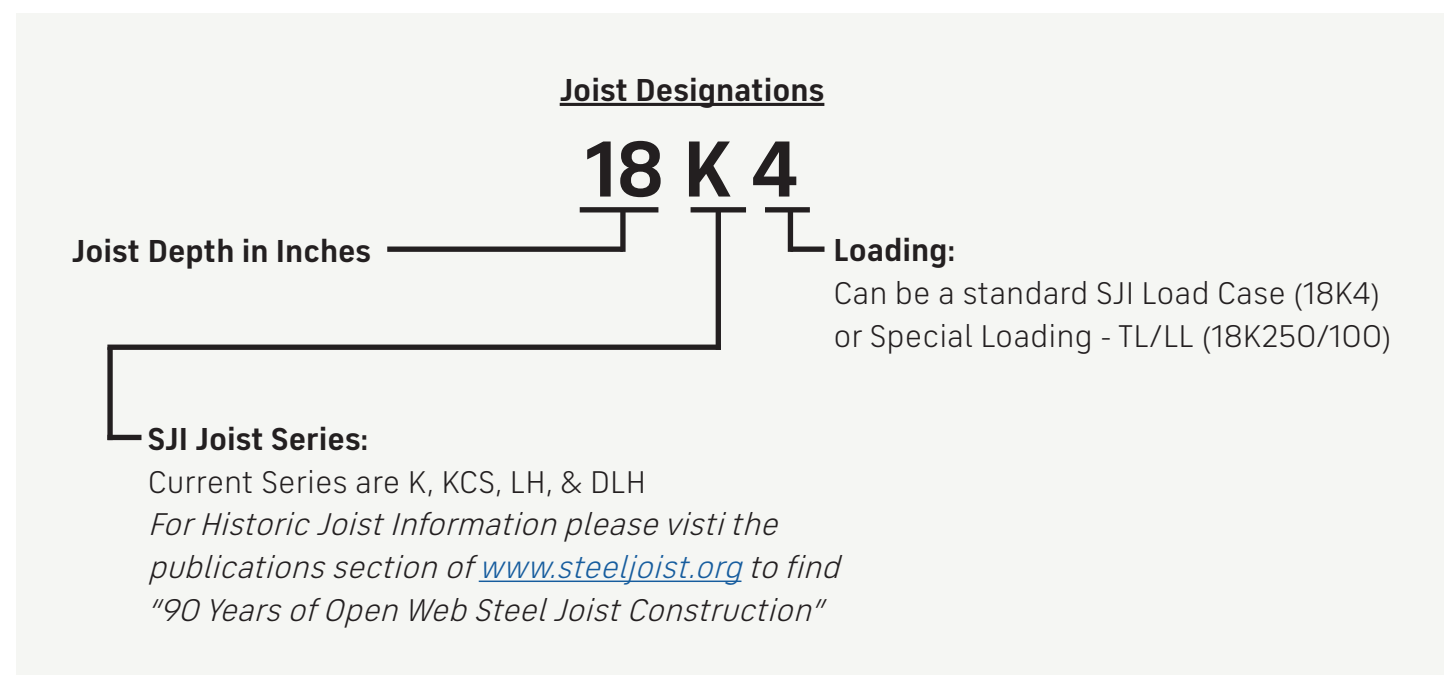 Joist Designations
18 K 4
Joist Depth in Inches
Loading:
Can be a standard SJI Load Case (18K4)
or Special Loading - TL/LL (18K250/100)
SJI Joist Series:
Current Series are K, KCS, LH, & DLH
For Historic Joist Information please visti the
publications section of www.steeljoist.org to find
“90 Years of Open Web Steel Joist Construction”